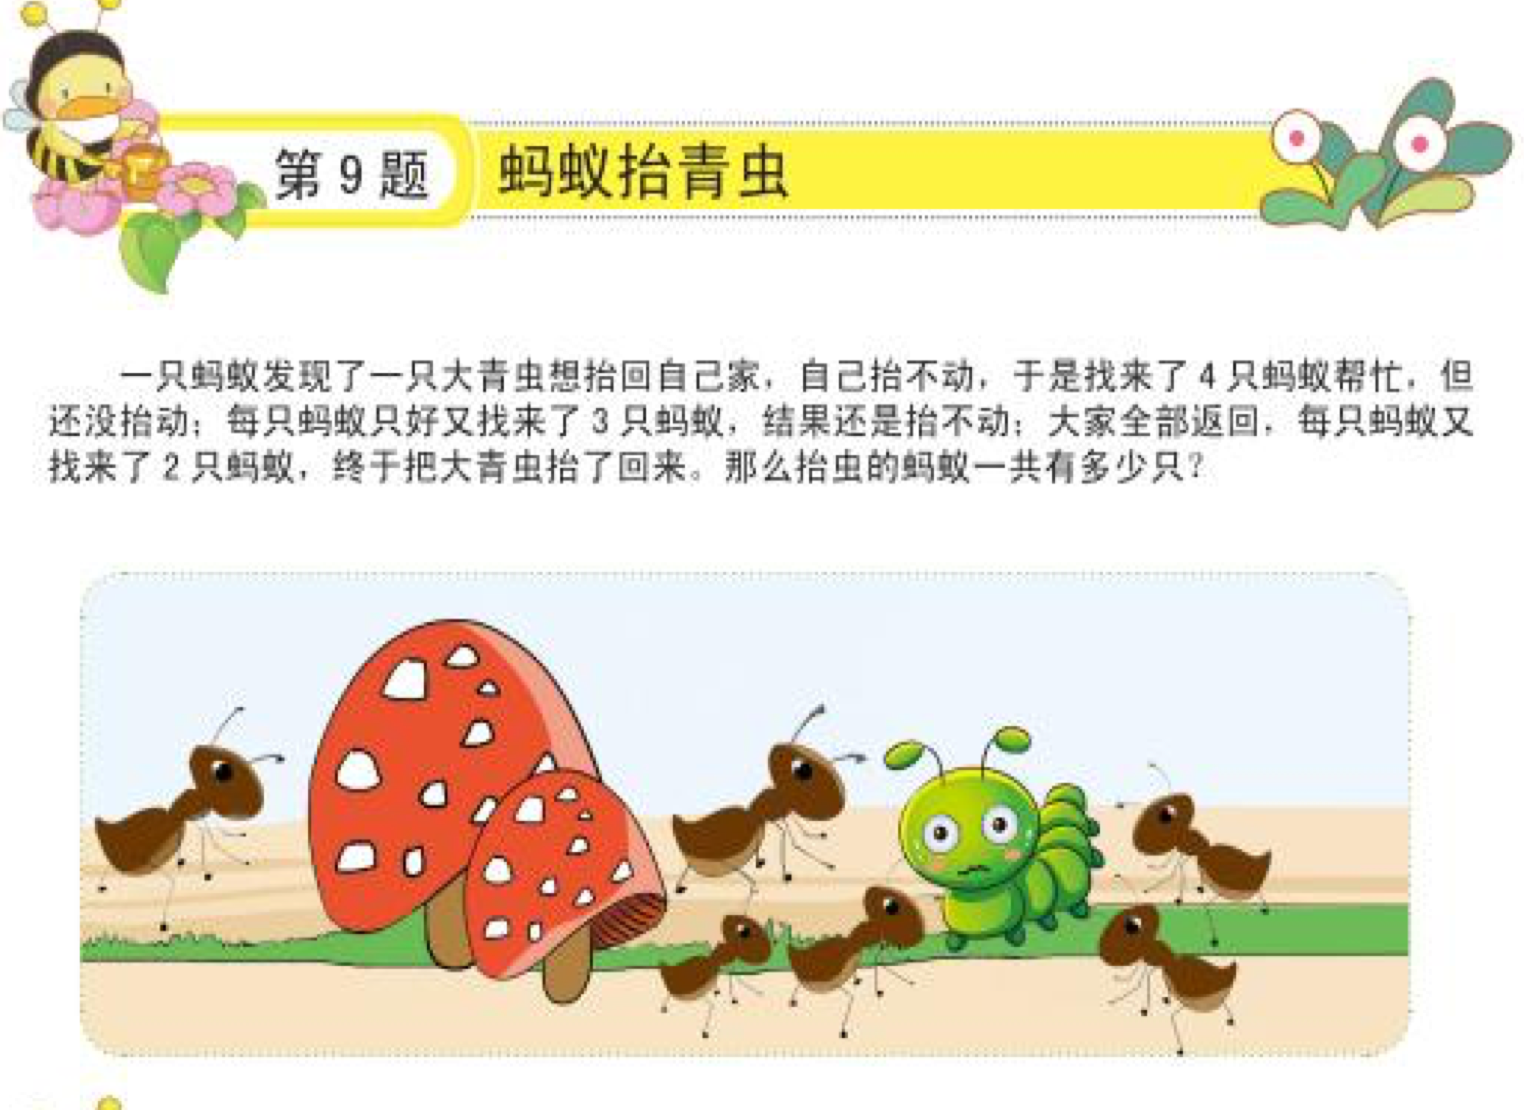 第9题 蚂蚁抬青虫
一只蚂蚁发现了一只大青虫想抬回自己家，自己抬不动，于是找来了4只蚂蚁帮忙，但
还没抬动；每只蚂蚁只好又找来了3只蚂蚁，结果还是抬不动；大家全部返回，每只蚂蚁又
找来了2只蚂蚁，终于把大青虫抬了回来。那么抬虫的蚂蚁一共有多少只？